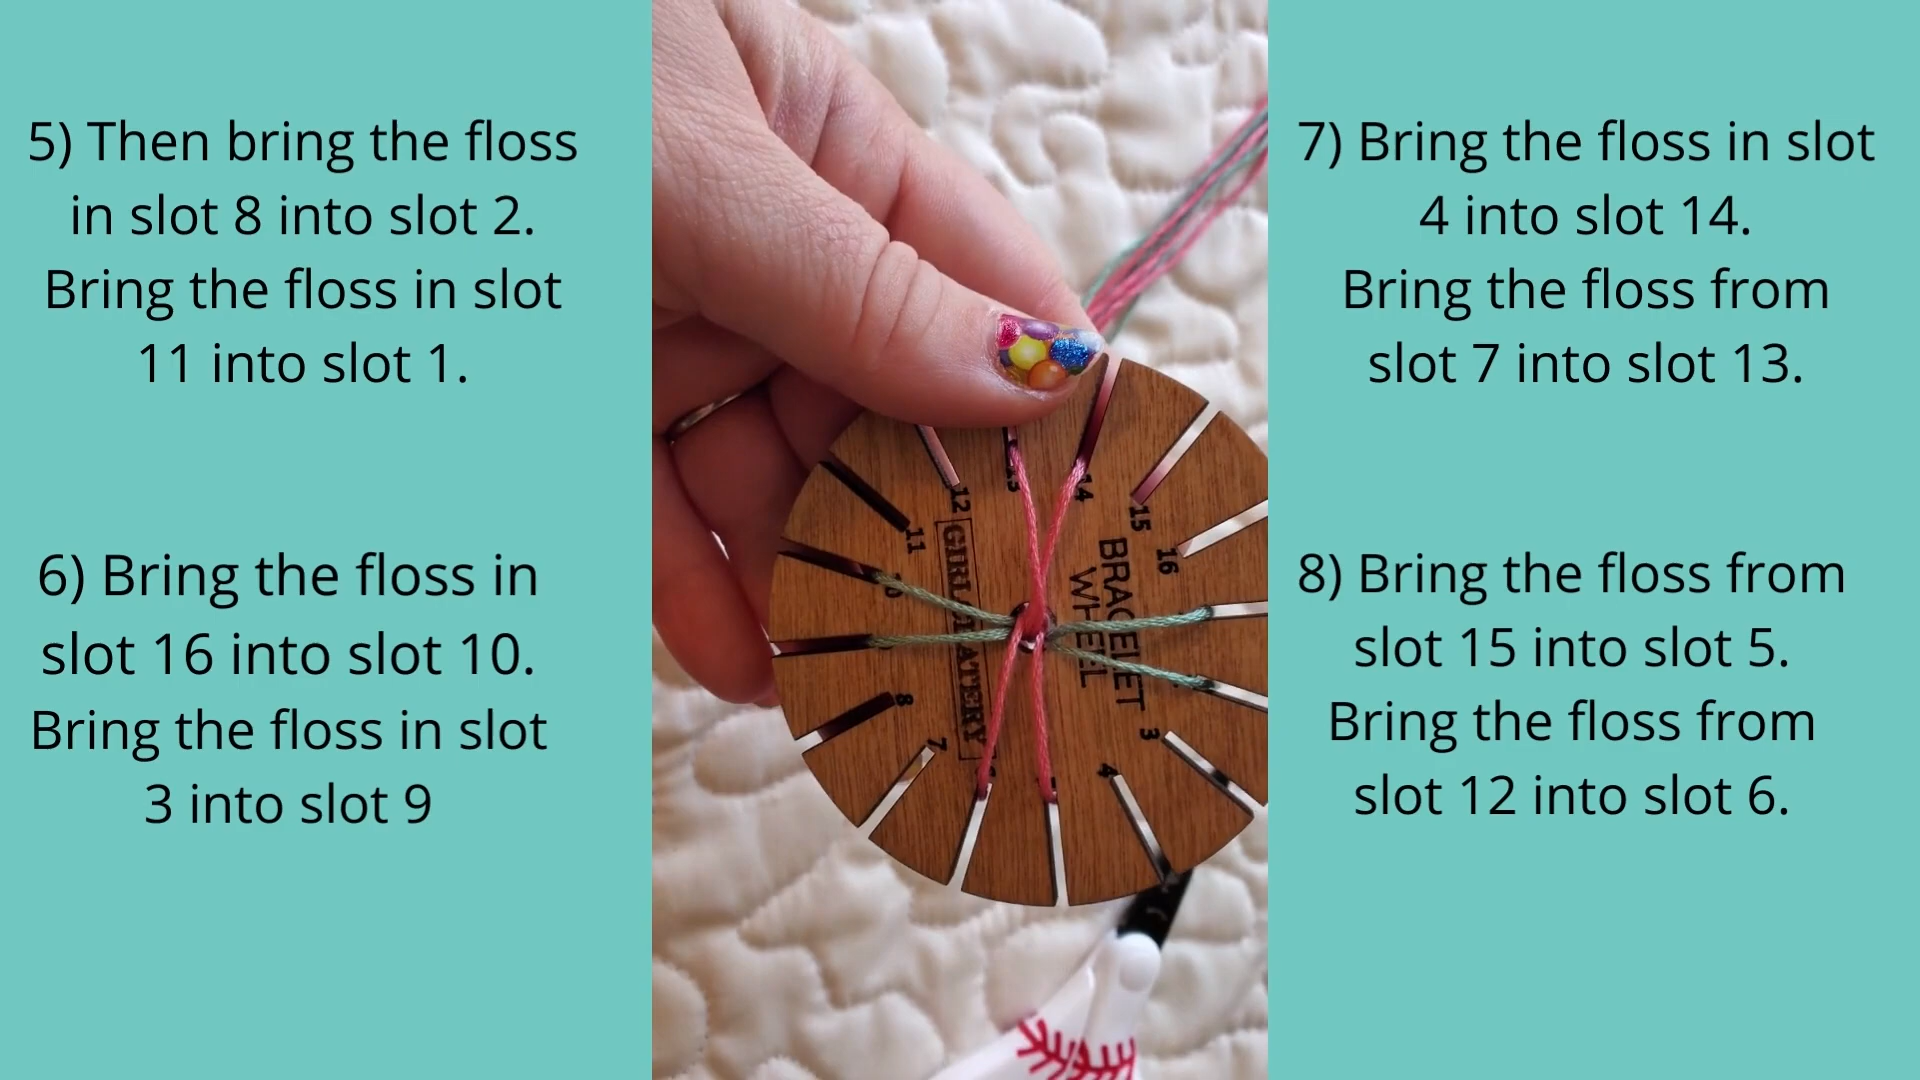 5) Then bring the floss
in slot 8 into slot 2.
Bring the floss in slot
11 into slot 1.
6) Bring the floss in
slot 16 into slot 10.
Bring the floss in slot
3 into slot 9
12
13
14
15
16
11
10
BRACELET
WHEEL
8
7
6
4
3
7) Bring the floss in slot
4 into slot 14.
Bring the floss from
slot 7 into slot 13.
8) Bring the floss from
slot 15 into slot 5.
Bring the floss from
slot 12 into slot 6.